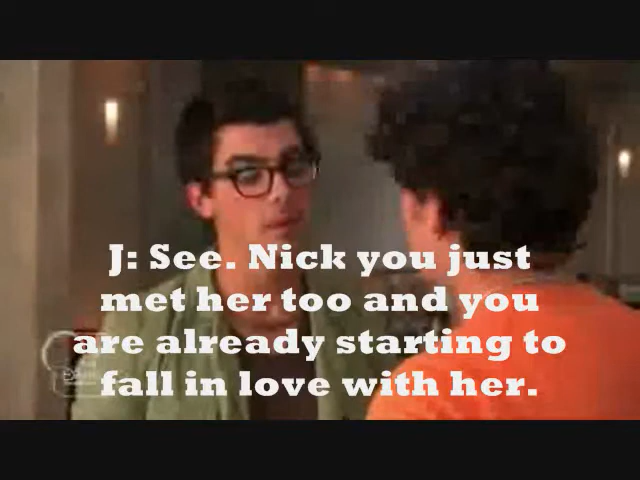 J: See. Nick you just
met her too and you
are already starting to
fall in love with her.